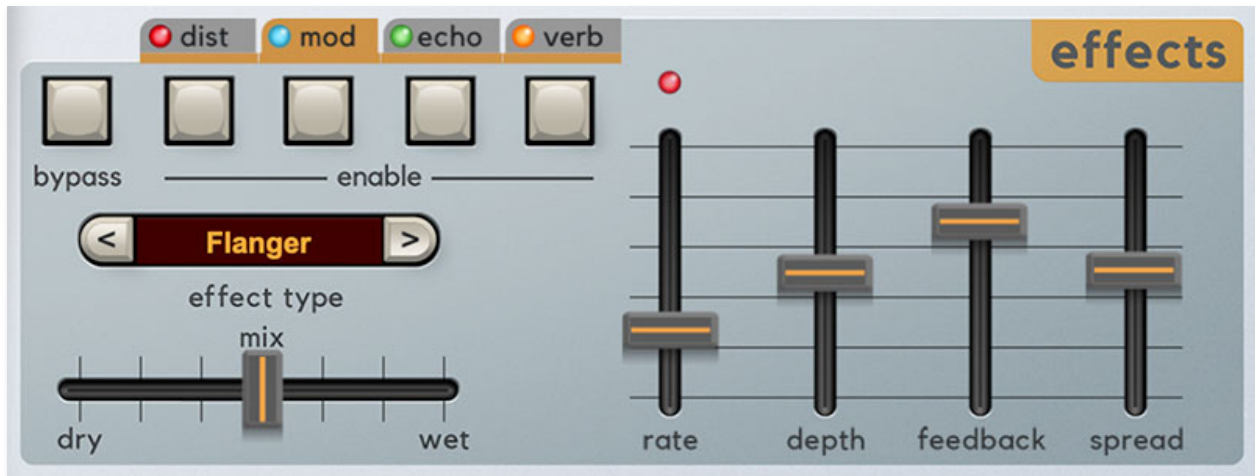 dist mod echo verb
effects
bypass enable
< Flanger >
effect type
mix
dry wet
rate depth feedback spread